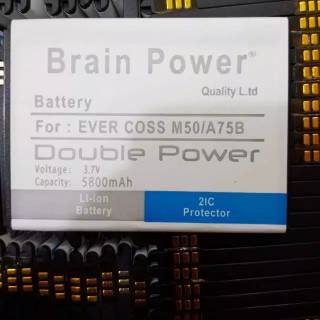 Brain Power®
Quality L.td
Battery
For : EVER COSS M50/A75B
Double Power
Voltage : 3.7V
Capacity: 5800mAh
Li-ion
Battery
2IC
Protector